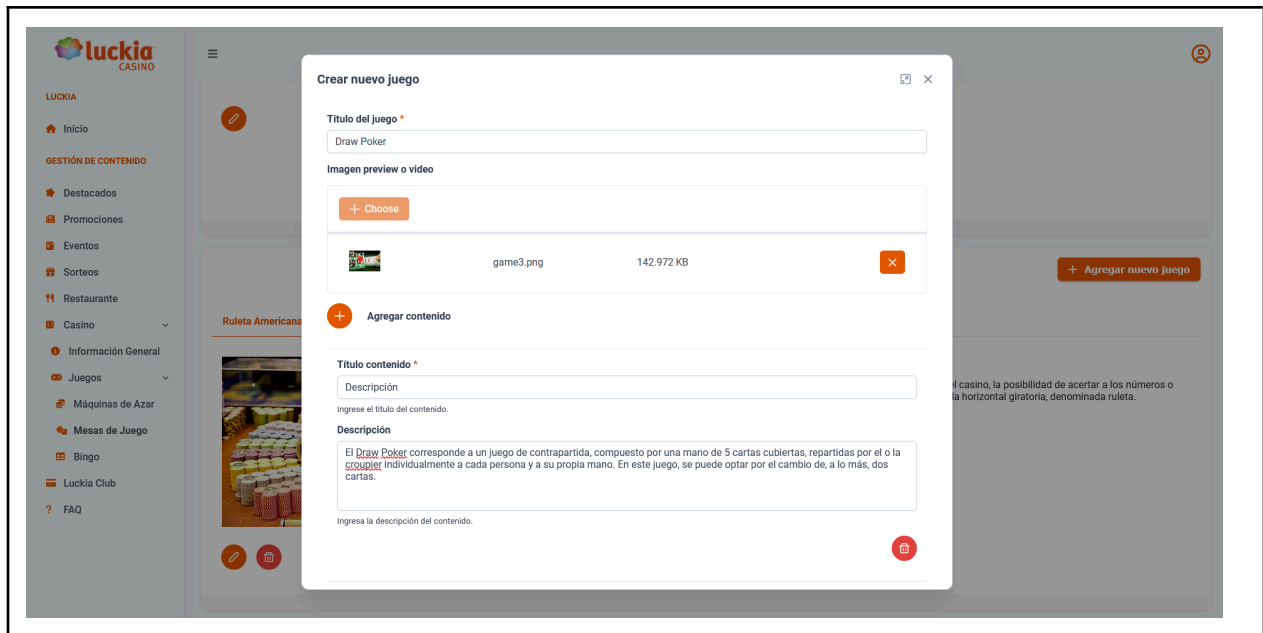 luckia
CASINO
LUCKIA
Inicio
GESTIÓN DE CONTENIDO
Destacados
Promociones
Eventos
Sorteos
Restaurante
Casino
Información General
Juegos
Máquinas de Azar
Mesas de Juego
Bingo
Luckia Club
? FAQ
Ruleta Americana
+ Agregar nuevo juego
el casino, la posibilidad de acertar a los números o
horizontal giratoria, denominada ruleta.
Crear nuevo juego
Título del juego *
Draw Poker
Imagen preview o video
+ Choose
game3.png
142.972 KB
Agregar contenido
Título contenido *
Descripción
Ingrese el título del contenido.
Descripción
El Draw Poker corresponde a un juego de contrapartida, compuesto por una mano de 5 cartas cubiertas, repartidas por el o la
croupier individualmente a cada persona y a su propia mano. En este juego, se puede optar por el cambio de, a lo más, dos
cartas.
Ingresa la descripción del contenido.